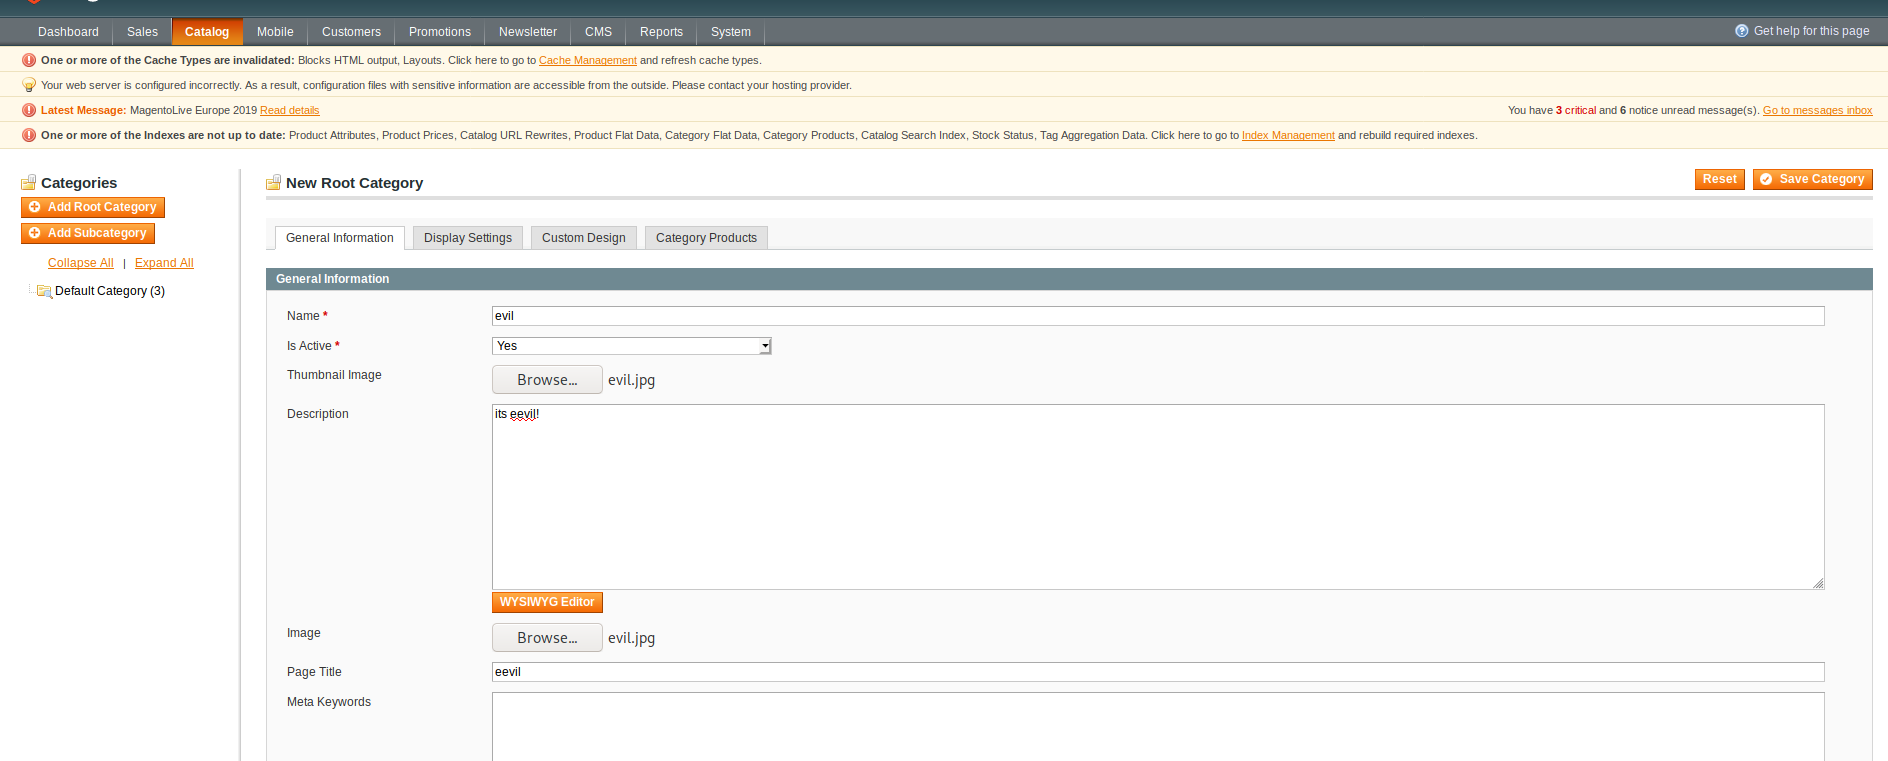 Dashboard Sales Catalog Mobile Customers Promotions Newsletter CMS Reports System Get help for this page
One or more of the Cache Types are invalidated: Blocks HTML output, Layouts. Click here to go to Cache Management and refresh cache types.
Your web server is configured incorrectly. As a result, configuration files with sensitive information are accessible from the outside. Please contact your hosting provider.
Latest Message: MagentoLive Europe 2019 Read details You have 3 critical and 6 notice unread message(s). Go to messages inbox
One or more of the Indexes are not up to date: Product Attributes, Product Prices, Catalog URL Rewrites, Product Flat Data, Category Flat Data, Category Products, Catalog Search Index, Stock Status, Tag Aggregation Data. Click here to go to Index Management and rebuild required indexes.
Categories
Add Root Category
Add Subcategory
Collapse All | Expand All
Default Category (3)
New Root Category Reset Save Category
General Information Display Settings Custom Design Category Products
General Information
Name * evil
Is Active * Yes
Thumbnail Image Browse... evil.jpg
Description its eevil!
WYSIWYG Editor
Image Browse... evil.jpg
Page Title eevil
Meta Keywords